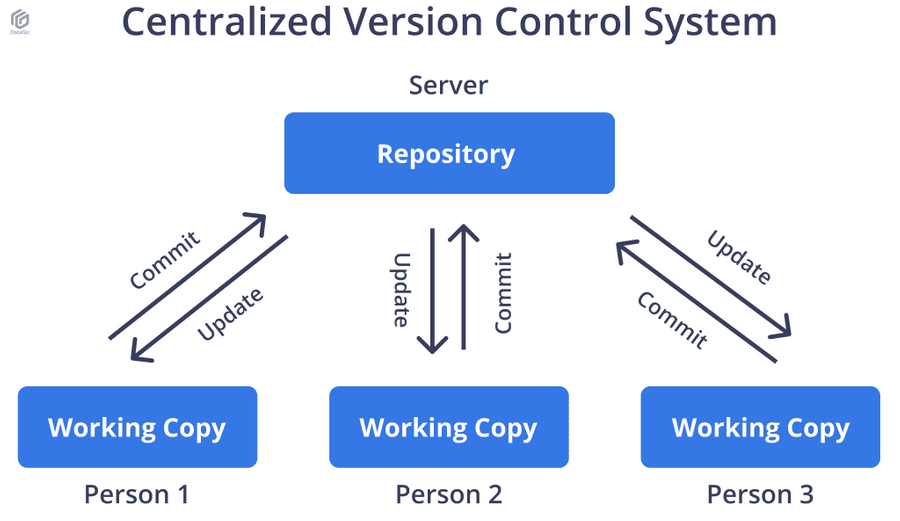 Centralized Version Control System
DataGiz
Server
Repository
Commit
Update
Update
Commit
Update
Commit
Working Copy
Working Copy
Working Copy
Person 1
Person 2
Person 3